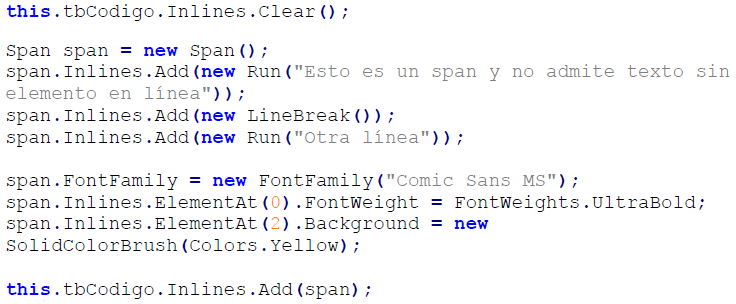 this.tbCodigo.Inlines.Clear();
Span span = new Span();
span.Inlines.Add(new Run("Esto es un span y no admite texto sin
elemento en línea"));
span.Inlines.Add(new LineBreak());
span.Inlines.Add(new Run("Otra línea"));
span.FontFamily = new FontFamily("Comic Sans MS");
span.Inlines.ElementAt(0).FontWeight = FontWeights.UltraBold;
span.Inlines.ElementAt(2).Background = new
SolidColorBrush(Colors.Yellow);
this.tbCodigo.Inlines.Add(span);